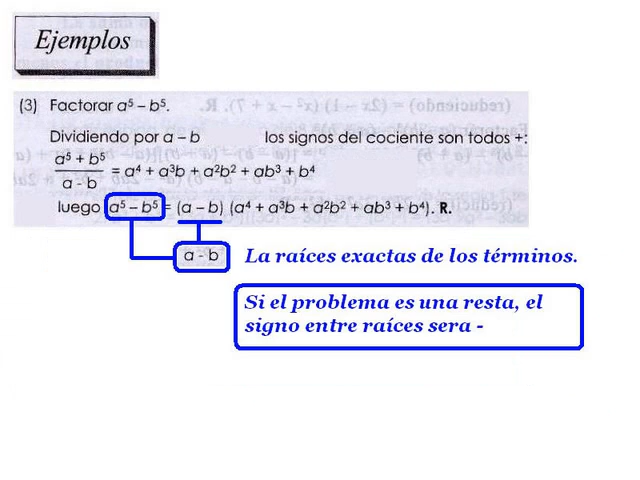 Ejemplos
(3) Factorar a⁵ – b⁵.
Dividiendo por a – b los signos del cociente son todos +:
a⁵ + b⁵
a - b
= a⁴ + a³b + a²b² + ab³ + b⁴
luego a⁵ – b⁵ = (a – b) (a⁴ + a³b + a²b² + ab³ + b⁴). R.
a - b La raíces exactas de los términos.
Si el problema es una resta, el
signo entre raíces sera -